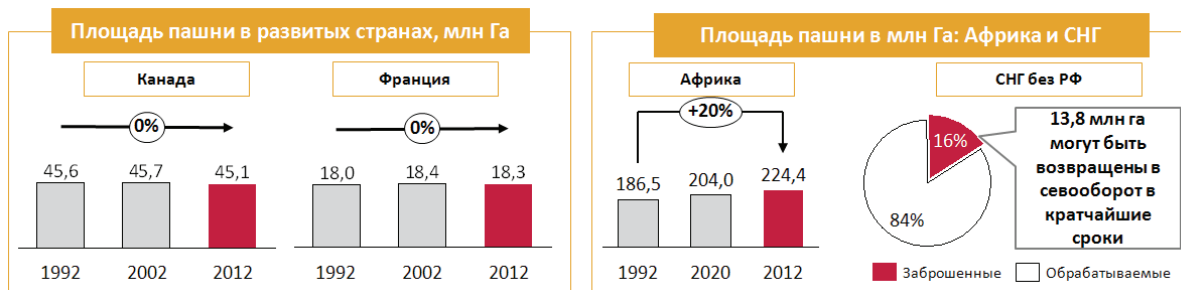 Площадь пашни в развитых странах, млн Га
Канада
Франция
0%
0%
45,6 45,7 45,1
18,0 18,4 18,3
1992 2002 2012
1992 2002 2012
Площадь пашни в млн Га: Африка и СНГ
Африка
СНГ без РФ
+20%
186,5 204,0 224,4
1992 2020 2012
16%
84%
13,8 млн га
могут быть
возвращены в
севооборот в
кратчайшие
сроки
Заброшенные
Обрабатываемые